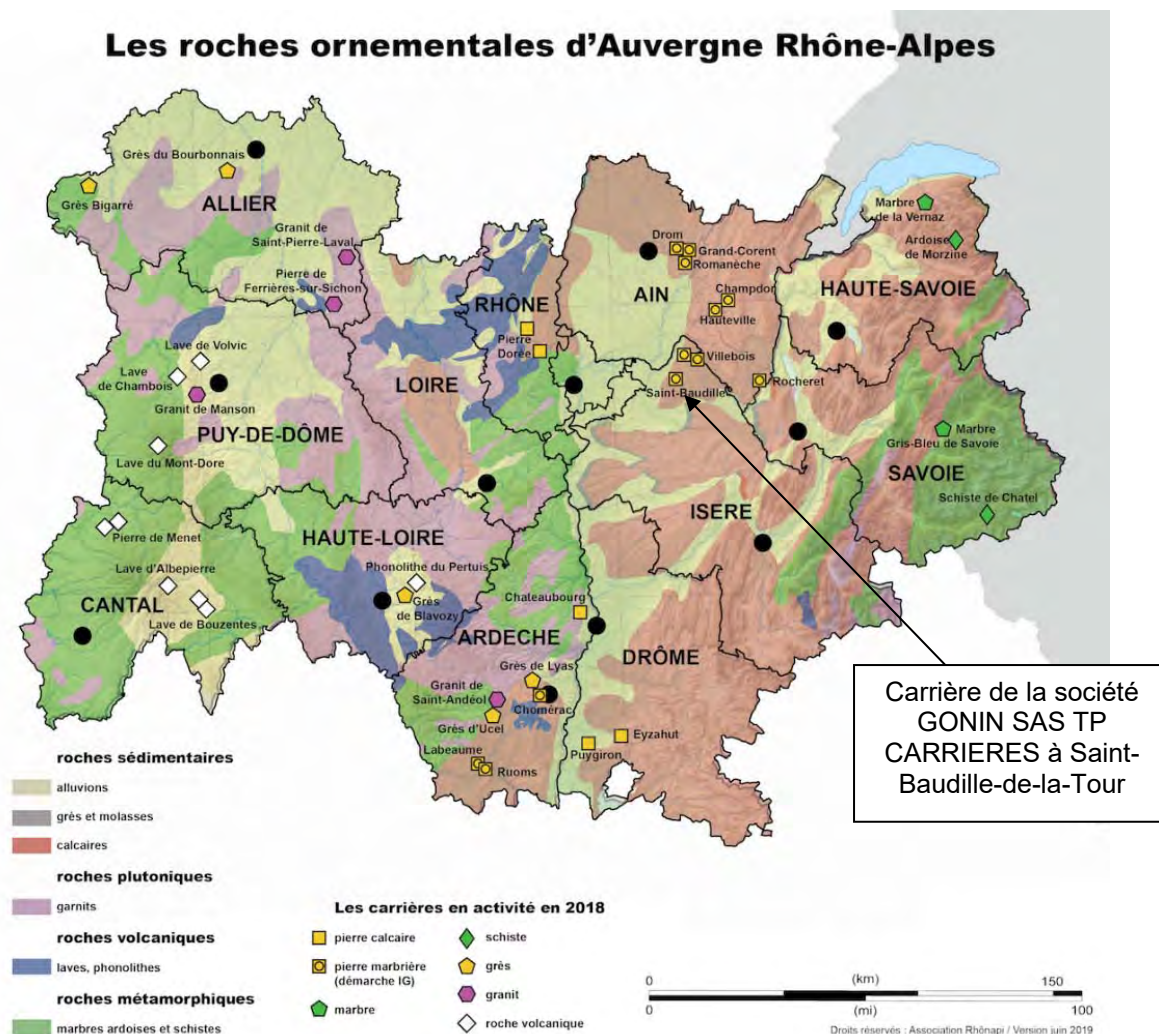 Les roches ornementales d'Auvergne Rhône-Alpes
Grès du Bourbonnais
Grès Bigarré
ALLIER
Granit de
Saint-Pierre-Laval
Pierre de
Ferrières-sur-Sichon
RHÔNE
Pierre
Dorée
Drom
Grand-Corent
Romanèche
AIN
Champdor
Hauteville
Villebois
Saint-Baudille
Rocheret
Marbre
de la Vernaz
Ardoise
de Morzine
HAUTE-SAVOIE
Lave de Volvic
Lave
de Chambois
Granit de Manson
PUY-DE-DÔME
Lave du Mont-Dore
LOIRE
Marbre
Gris-Bleu de Savoie
SAVOIE
Schiste de Chatel
ISERE
HAUTE-LOIRE
Pierre de Menet
Lave d'Albepierre
CANTAL
Lave de Bouzentes
Phonolithe du Pertuis
Grès
de Blavozy
Chateaubourg
ARDECHE
DRÔME
Grès de Lyas
Granit de
Saint-Andéol
Chomérac
Grès d'Ucel
Labeaume
Ruoms
Eyzahut
Puygiron
Carrière de la société
GONIN SAS TP
CARRIERES à Saint-
Baudille-de-la-Tour
roches sédimentaires
alluvions
grès et molasses
calcaires
roches plutoniques
garnits
roches volcaniques
laves, phonolithes
roches métamorphiques
marbres ardoises et schistes
Les carrières en activité en 2018
pierre calcaire
pierre marbrière
(démarche IG)
marbre
schiste
grès
granit
roche volcanique
0 (km) 150
0 (mi) 100
Droits réservés : Association Rhônapi / Version juin 2019